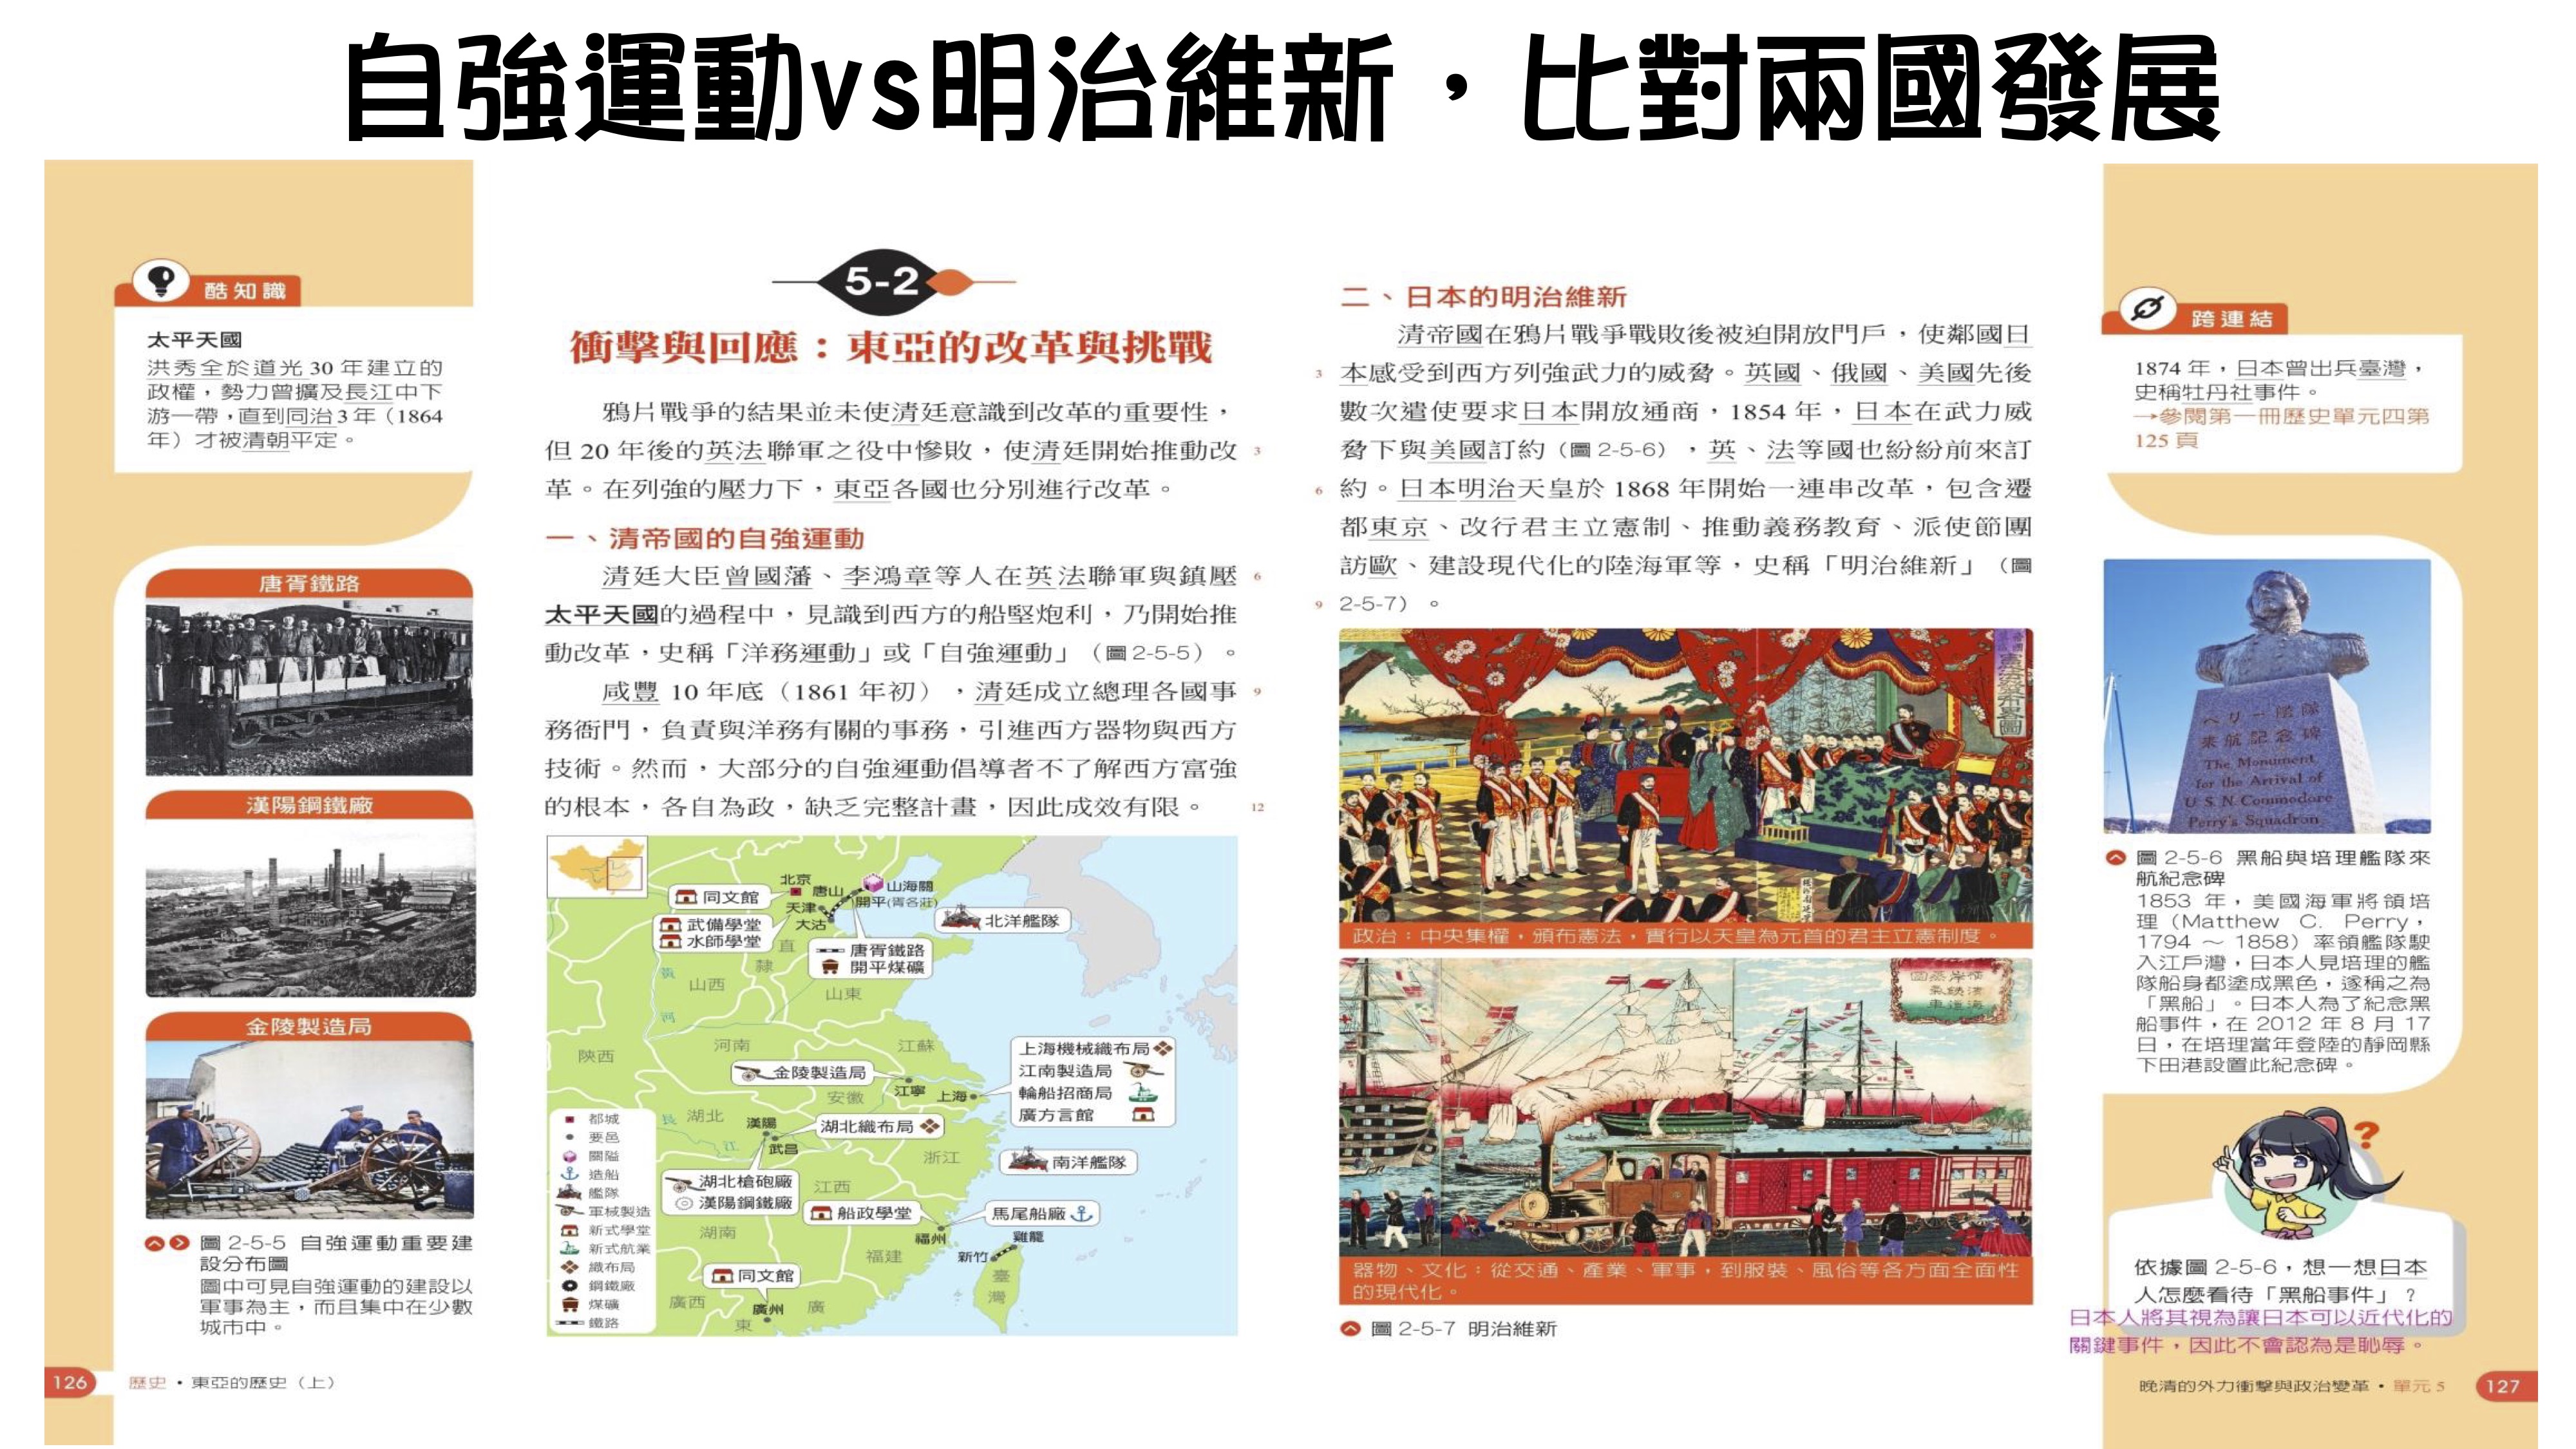 自強運動vs明治維新，比對兩國發展
酷知識
太平天國
洪秀全於道光 30 年建立的
政權，勢力曾擴及長江中下
游一帶，直到同治 3 年（1864
年）才被清朝平定。
唐胥鐵路
漢陽鋼鐵廠
金陵製造局
圖 2-5-5 自強運動重要建
設分布圖
圖中可見自強運動的建設以
軍事為主，而且集中在少數
城市中。
126
歷史・東亞的歷史（上）
5-2
衝擊與回應：東亞的改革與挑戰
鴉片戰爭的結果並未使清廷意識到改革的重要性，
但 20 年後的英法聯軍之役中慘敗，使清廷開始推動改
3
革。在列強的壓力下，東亞各國也分別進行改革。
一、清帝國的自強運動
清廷大臣曾國藩、李鴻章等人在英法聯軍與鎮壓
6
太平天國的過程中，見識到西方的船堅炮利，乃開始推
動改革，史稱「洋務運動」或「自強運動」（圖2-5-5）。
咸豐 10 年底（1861 年初），清廷成立總理各國事
9
務衙門，負責與洋務有關的事務，引進西方器物與西方
技術。然而，大部分的自強運動倡導者不了解西方富強
的根本，各自為政，缺乏完整計畫，因此成效有限。
12
北京
同文館
唐山
山海關
天津
開平(胥各莊)
武備學堂
水師學堂
大沽
北洋艦隊
直
隸
唐胥鐵路
開平煤礦
黃
河
山西
山東
陝西
河南
江蘇
金陵製造局
江寧
上海
安徽
上海機械織布局
江南製造局
輪船招商局
廣方言館
長
江
湖北
漢陽
武昌
湖北織布局
浙江
南洋艦隊
湖北槍砲廠
漢陽鋼鐵廠
江西
船政學堂
馬尾船廠
湖南
福州
福建
雞籠
新竹
臺
灣
同文館
廣西
廣州
廣
東
都城
要邑
關隘
造船
艦隊
軍械製造
新式學堂
新式航業
織布局
鋼鐵廠
煤礦
鐵路
二、日本的明治維新
清帝國在鴉片戰爭戰敗後被迫開放門戶，使鄰國日
3
本感受到西方列強武力的威脅。英國、俄國、美國先後
數次遣使要求日本開放通商，1854 年，日本在武力威
脅下與美國訂約（圖 2-5-6），英、法等國也紛紛前來訂
6
約。日本明治天皇於 1868 年開始一連串改革，包含遷
都東京、改行君主立憲制、推動義務教育、派使節團
訪歐、建設現代化的陸海軍等，史稱「明治維新」（圖
9
2-5-7）。
政治：中央集權，頒布憲法，實行以天皇為元首的君主立憲制度。
器物、文化：從交通、產業、軍事，到服裝、風俗等各方面全面性
的現代化。
圖 2-5-7 明治維新
跨連結
1874 年，日本曾出兵臺灣，
史稱牡丹社事件。
→參閱第一冊歷史單元四第
125 頁
ペリー艦隊
来航記念碑
The Monument
for the Arrival of
U. S. N. Commodore
Perry's Squadron
圖 2-5-6 黑船與培理艦隊來
航紀念碑
1853 年，美國海軍將領培
理（Matthew C. Perry，
1794 ～ 1858）率領艦隊駛
入江戶灣，日本人見培理的艦
隊船身都塗成黑色，遂稱之為
「黑船」。日本人為了紀念黑
船事件，在 2012 年 8 月 17
日，在培理當年登陸的靜岡縣
下田港設置此紀念碑。
?
依據圖 2-5-6，想一想日本
人怎麼看待「黑船事件」？
日本人將其視為讓日本可以近代化的
關鍵事件，因此不會認為是恥辱。
晚清的外力衝擊與政治變革・單元 5
127